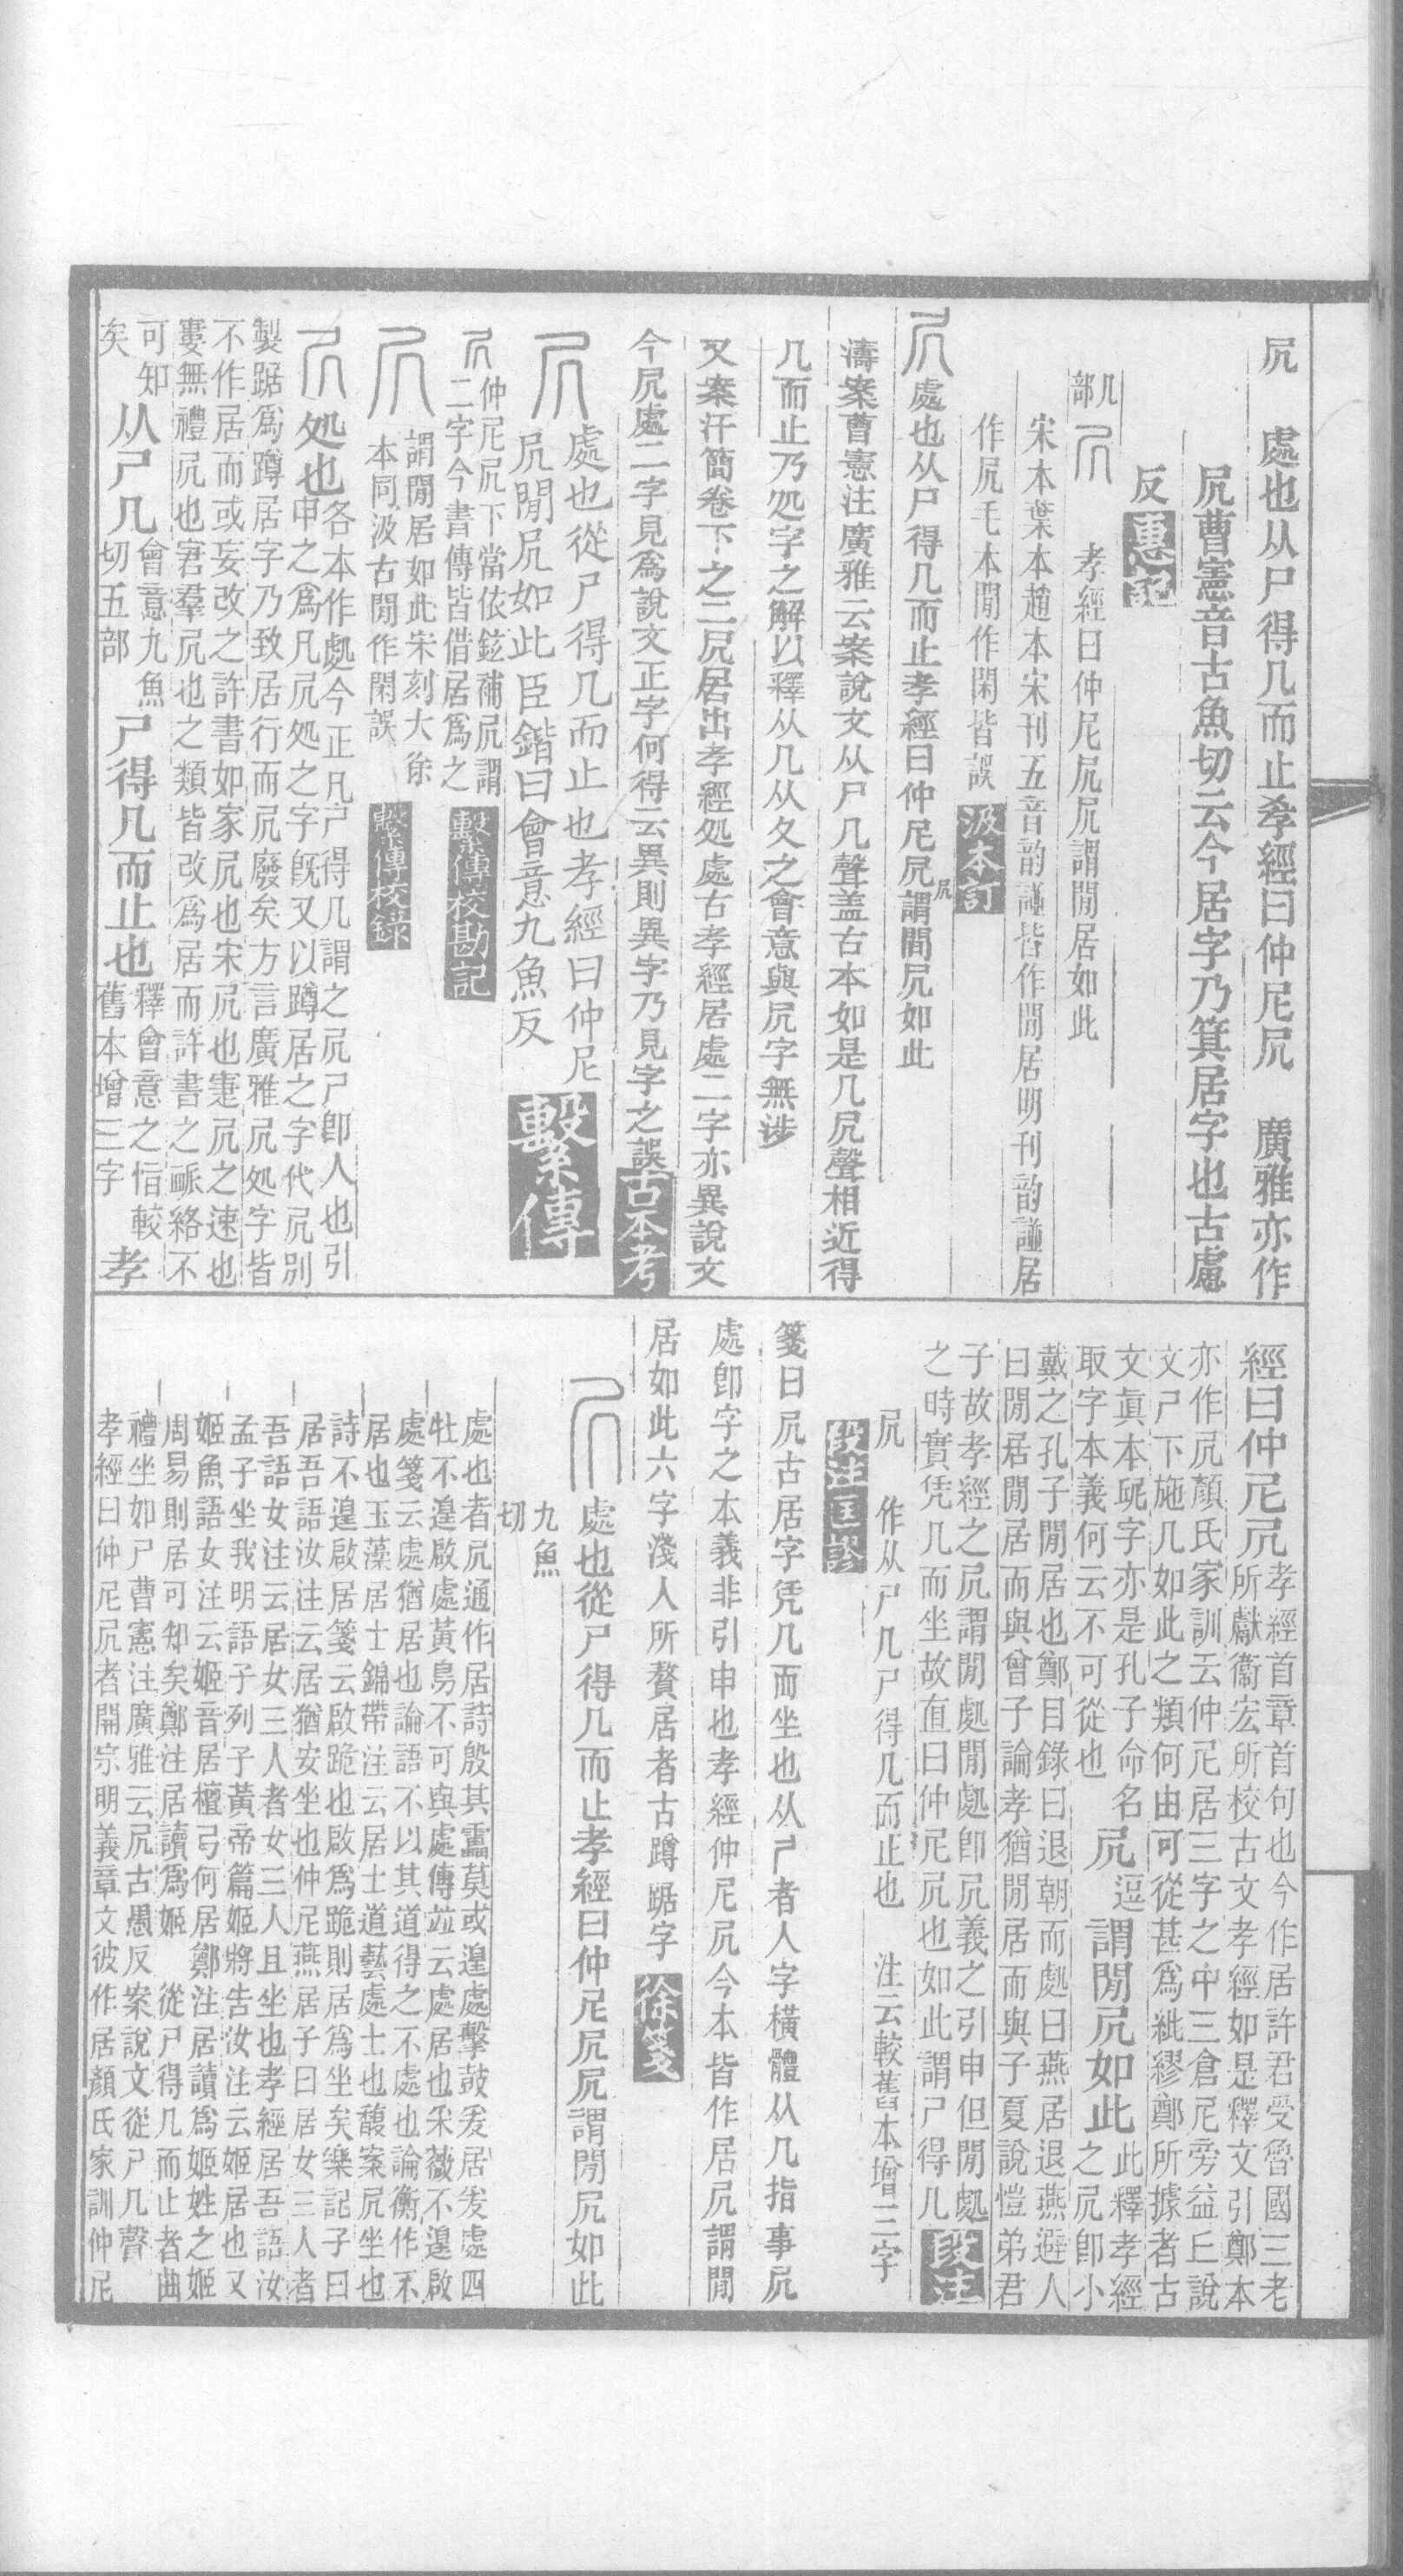 凥　處也从尸得几而止孝經曰仲尼凥　廣雅亦作
凥曹憲音古魚切云今居字乃箕居字也古慮
反惠記
几部　孝經曰仲尼凥凥謂閒居如此
宋本葉本趙本宋刊五音韵譜皆作閒居明刊韵譜居
作凥毛本閒作閑皆誤汲本訂
處也从尸得几而止孝經曰仲尼凥凥謂閒凥如此
濤案曹憲注廣雅云案說文从尸几聲蓋古本如是几凥聲相近得
几而止乃処字之解以釋从几从夂之會意與凥字無涉
又案汗簡卷下之二凥居出孝經処處古孝經居處二字亦異說文
今凥處二字見為說文正字何得云異則異字乃見字之誤古本考
處也從尸得几而止也孝經曰仲尼
凥閒凥如此臣鍇曰會意九魚反繫傳
仲尼凥下當依鉉補凥謂
二字今書傳皆借居為之繫傳校勘記
謂閒居如此宋刻大徐
本同汲古閒作閑誤繫傳校錄
処也各本作處今正凡尸得几謂之凥尸卽人也引
申之為凡凥処之字旣又以蹲居之字代凥別
製踞為蹲居字乃致居行而凥廢矣方言廣雅凥処字皆
不作居而或妄改之許書如家凥也宋凥也寁凥之速也
寠無禮凥也宭羣凥也之類皆改為居而許書之脈絡不
可知
矣从尸几會意九魚
切五部尸得几而止也釋會意之恉較
舊本增三字孝
經曰仲尼凥孝經首章首句也今作居許君受魯國三老
所獻衞宏所校古文孝經如是釋文引鄭本
亦作凥顏氏家訓云仲尼居三字之中三倉尼旁益丘說
文尸下施几如此之類何由可從甚為紕繆鄭所據者古
文眞本𡰥字亦是孔子命名
取字本義何云不可從也凥逗謂閒凥如此此釋孝經
之凥卽小
戴之孔子閒居也鄭目錄曰退朝而處曰燕居退燕避人
曰閒居閒居而與曾子論孝猶閒居而與子夏說愷弟君
子故孝經之凥謂閒處閒處卽凥義之引申但閒處
之時實凭几而坐故直曰仲尼凥也如此謂尸得几段注
凥　作从尸几尸得几而止也　注云較舊本增三字
段注匡謬
箋曰凥古居字凭几而坐也从尸者人字橫體从几指事凥
處卽字之本義非引申也孝經仲尼凥今本皆作居凥謂閒
居如此六字淺人所贅居者古蹲踞字徐箋
處也從尸得几而止孝經曰仲尼凥凥謂閒凥如此
九魚
切
處也者凥通作居詩殷其靁莫或遑處擊鼓爰居爰處四
牡不遑啟處黃鳥不可與處傳竝云處居也采薇不遑啟
處箋云處猶居也論語不以其道得之不處也論衡作不
居也玉藻居士錦帶注云居士道藝處士也馥案凥坐也
詩不遑啟居箋云啟跪也啟為跪則居為坐矣樂記子曰
居吾語汝注云居猶安坐也仲尼燕居子曰居女三人者
吾語女注云居女三人者女三人且坐也孝經居吾語汝
孟子坐我明語子列子黃帝篇姬將告汝注云姬居也又
姬魚語女注云姬音居檀弓何居鄭注居讀為姬姓之姬
周易則居可知矣鄭注居讀為姬　從尸得几而止者曲
禮坐如尸曹憲注廣雅云凥古愚反案說文從尸几聲
孝經曰仲尼凥者開宗明義章文彼作居顏氏家訓仲尼